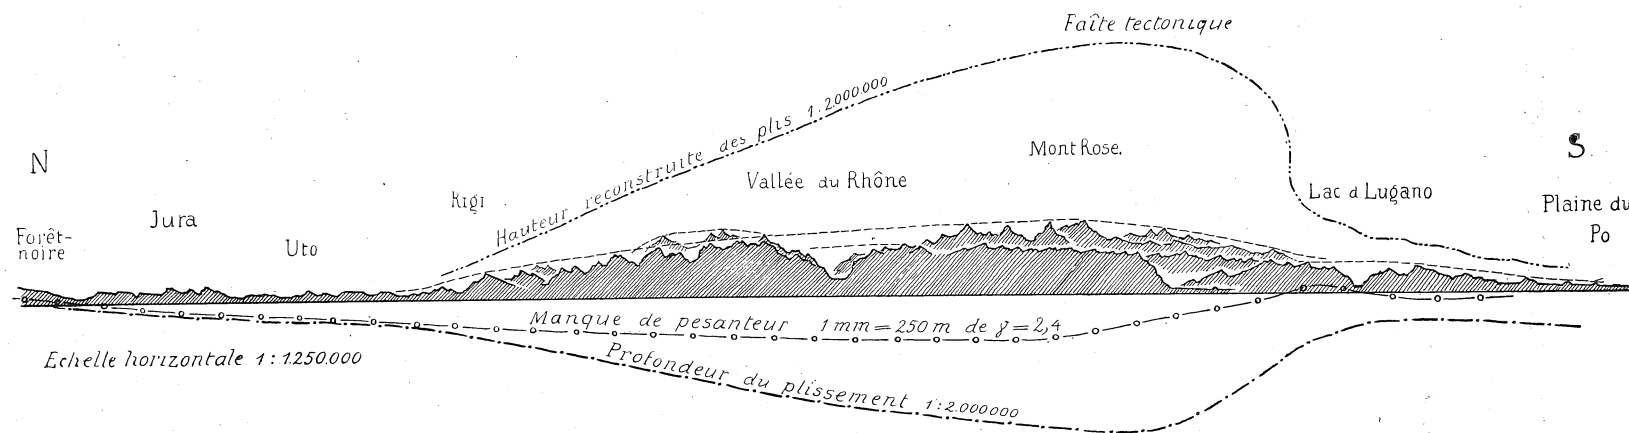 Faîte tectonique
Hauteur reconstruite des plis 1:2.000.000
N
S
Mont Rose.
Vallée du Rhône
Rigi
Jura
Lac d Lugano
Plaine du
Po
Forêt-
noire
Uto
Manque de pesanteur 1 mm = 250 m de γ = 2,4
Echelle horizontale 1 : 1.250.000
Profondeur du plissement 1:2.000000